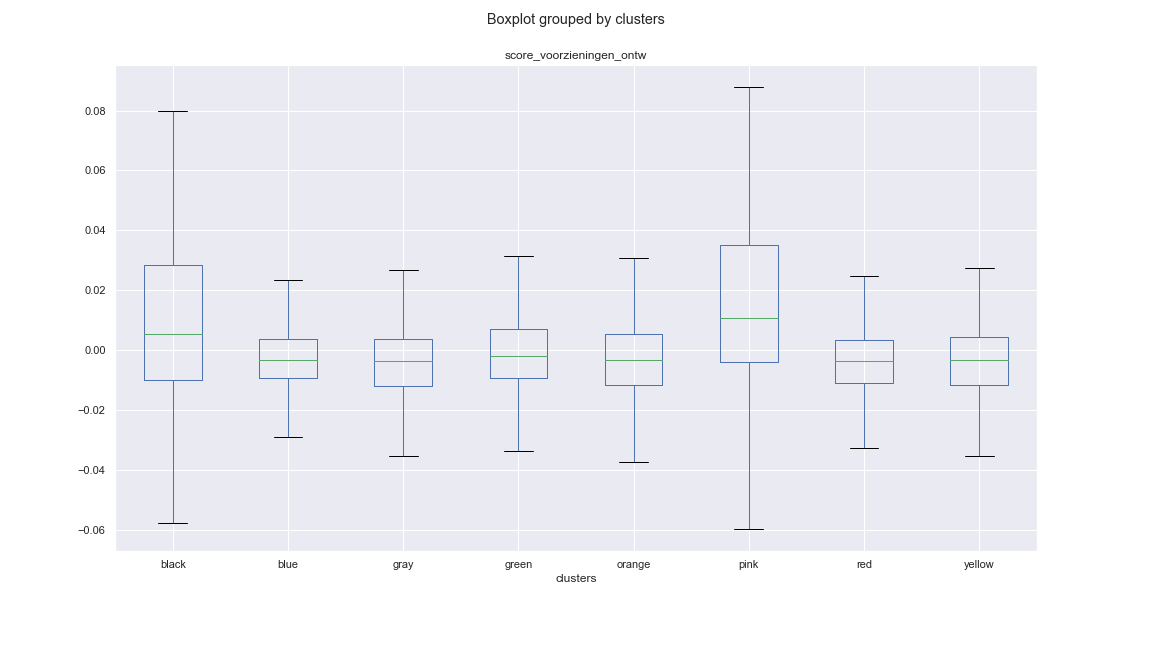 Boxplot grouped by clusters
score_voorzieningen_ontw
0.08
0.06
0.04
0.02
0.00
−0.02
−0.04
−0.06
black blue gray green orange pink red yellow
clusters